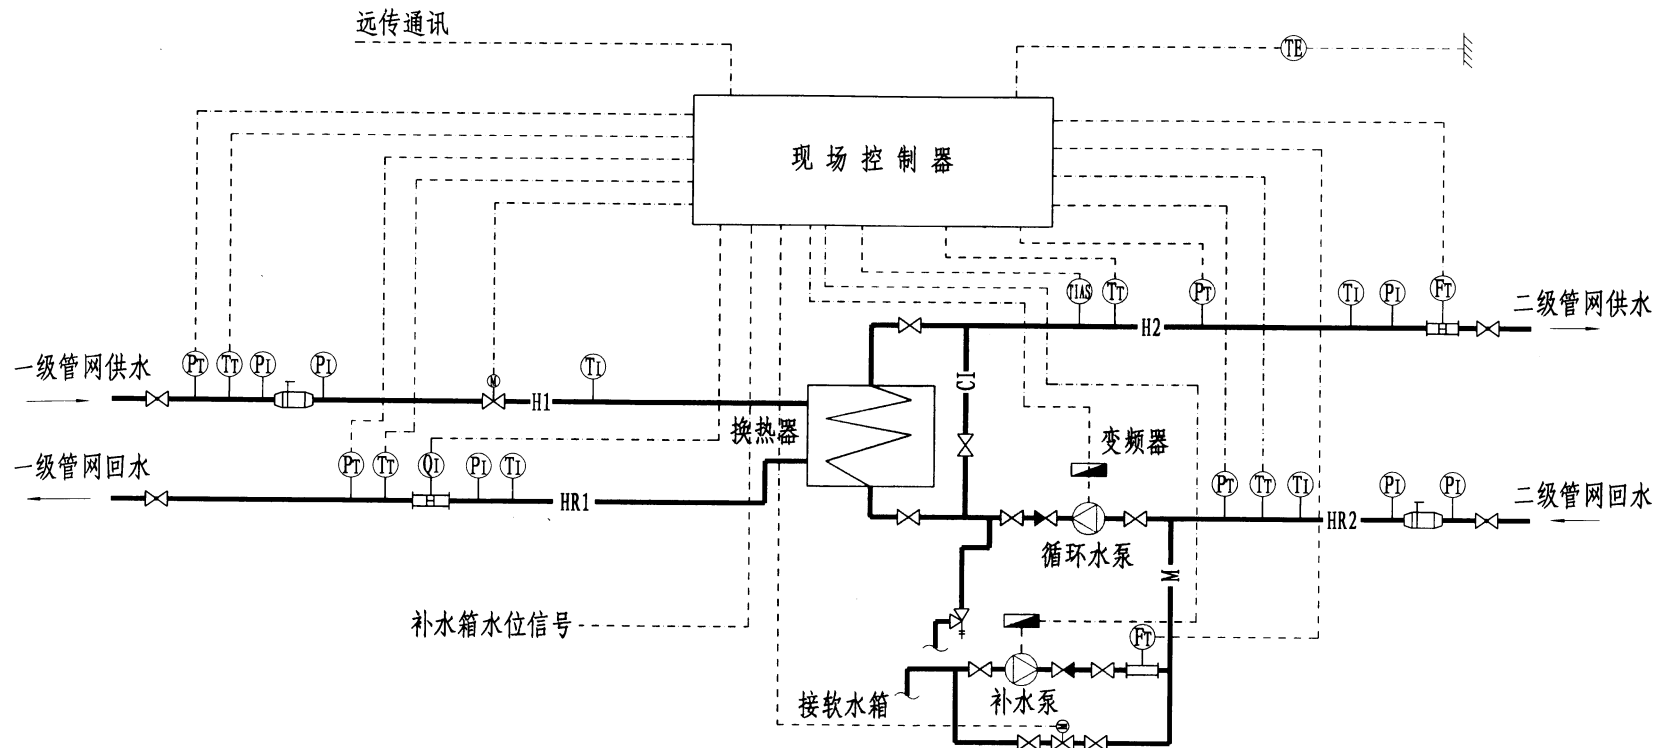 远传通讯
TE
现场控制器
TIAS
TT
PT
TI
PI
FT
二级管网供水
H2
一级管网供水
PT
TT
PI
PI
M
TI
H1
CI
换热器
变频器
一级管网回水
PT
TT
QI
PI
TI
HR1
PT
TT
TI
PI
PI
二级管网回水
HR2
循环水泵
M
补水箱水位信号
FT
接软水箱
补水泵
M